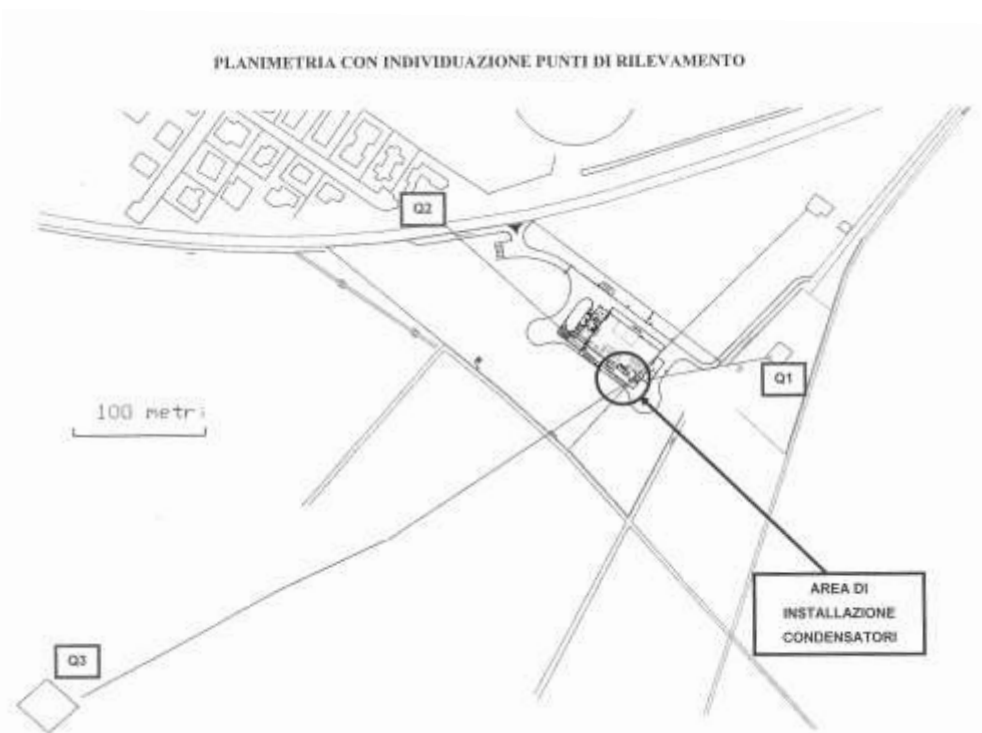 PLANIMETRIA CON INDIVIDUAZIONE PUNTI DI RILEVAMENTO
Q2
Q1
100 metri
AREA DI
INSTALLAZIONE
CONDENSATORI
Q3